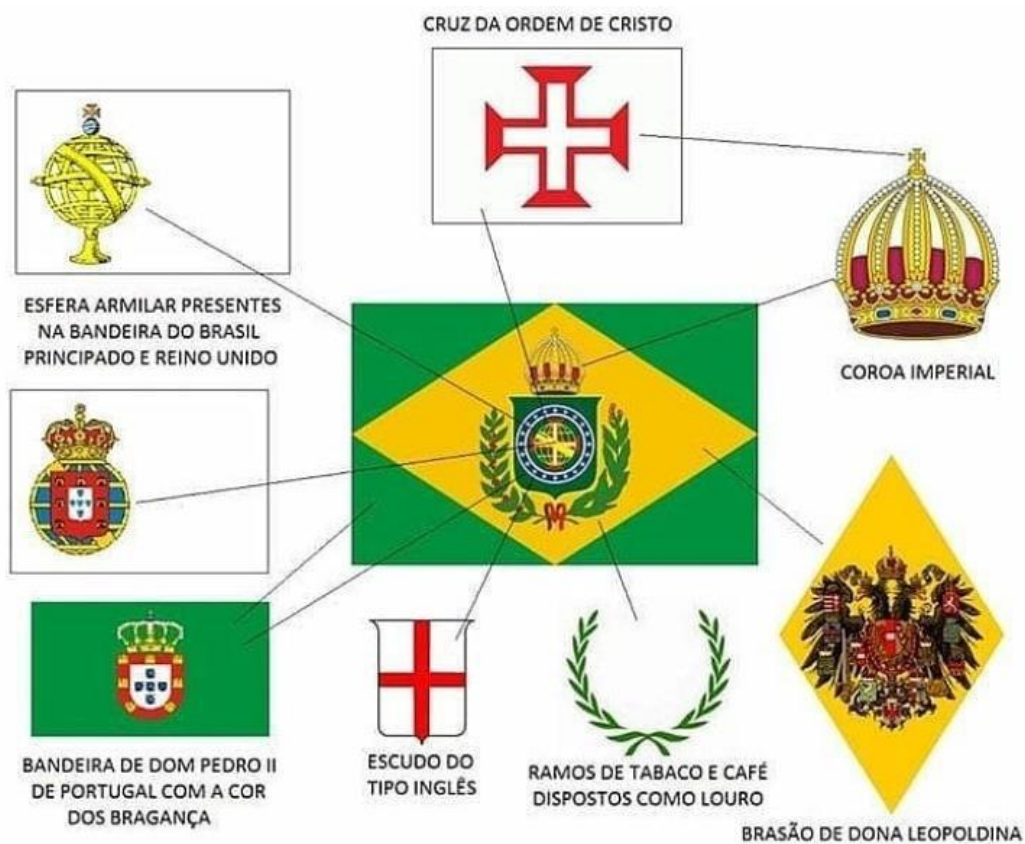 CRUZ DA ORDEM DE CRISTO
ESFERA ARMILAR PRESENTES
NA BANDEIRA DO BRASIL
PRINCIPADO E REINO UNIDO
COROA IMPERIAL
BANDEIRA DE DOM PEDRO II
DE PORTUGAL COM A COR
DOS BRAGANÇA
ESCUDO DO
TIPO INGLÊS
RAMOS DE TABACO E CAFÉ
DISPOSTOS COMO LOURO
BRASÃO DE DONA LEOPOLDINA